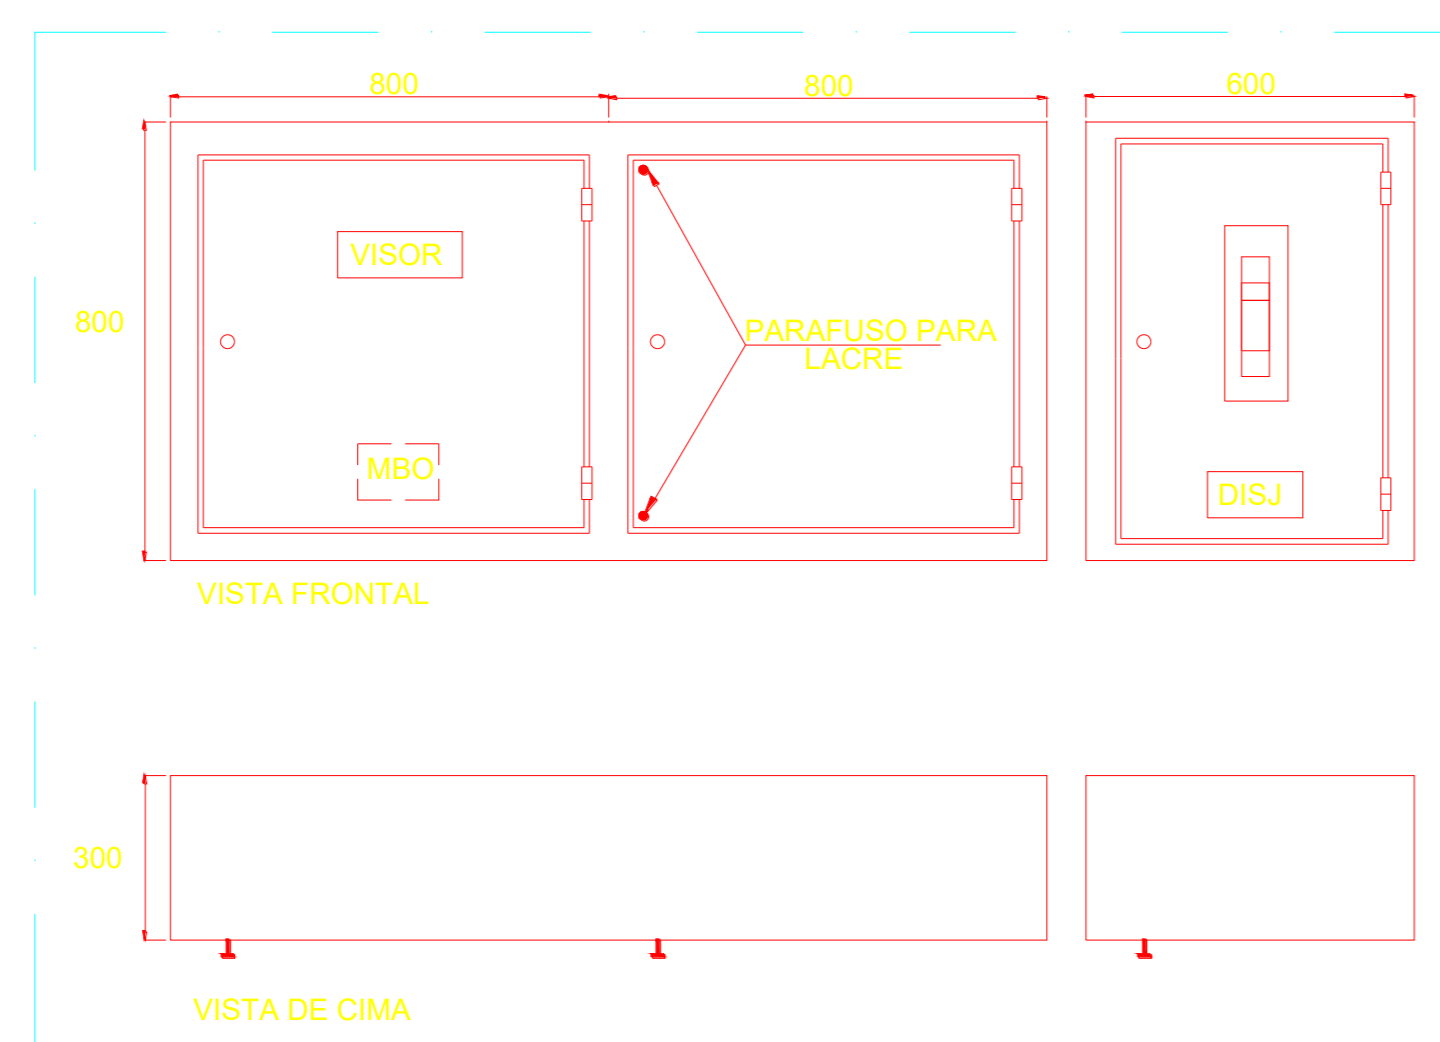 800
800
600
VISOR
800
PARAFUSO PARA
LACRE
MBO
DISJ
VISTA FRONTAL
300
VISTA DE CIMA